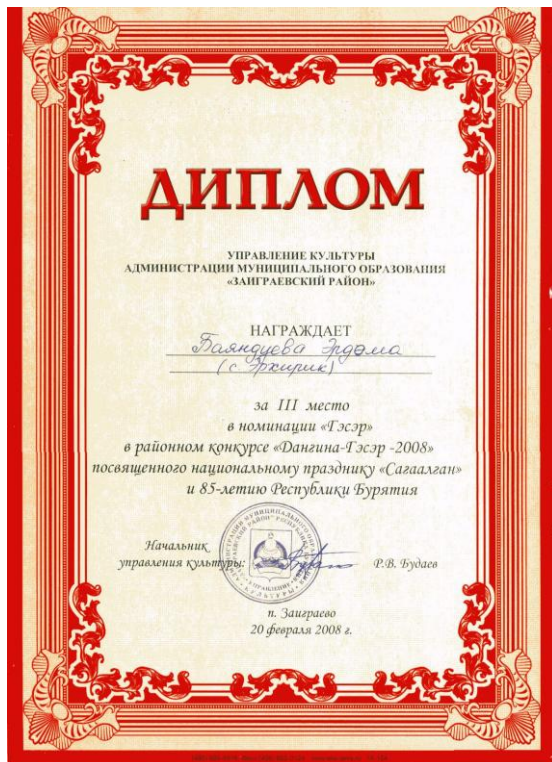 ДИПЛОМ
УПРАВЛЕНИЕ КУЛЬТУРЫ
АДМИНИСТРАЦИИ МУНИЦИПАЛЬНОГО ОБРАЗОВАНИЯ
«ЗАИГРАЕВСКИЙ РАЙОН»
НАГРАЖДАЕТ
Баяндуева Эрдэма
(с. Эрхирик)
за III место
в номинации «Гэсэр»
в районном конкурсе «Дангина-Гэсэр -2008»
посвященного национальному празднику «Сагаалган»
и 85-летию Республики Бурятия
Начальник
управления культуры:
Р.В. Будаев
п. Заиграево
20 февраля 2008 г.